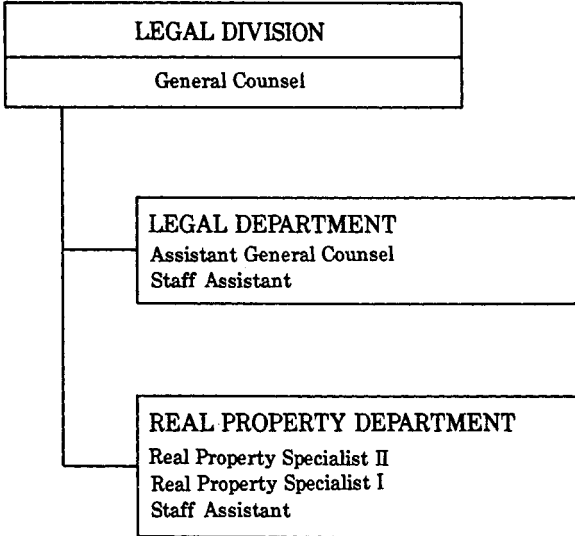 LEGAL DIVISION
General Counsel
LEGAL DEPARTMENT
Assistant General Counsel
Staff Assistant
REAL PROPERTY DEPARTMENT
Real Property Specialist II
Real Property Specialist I
Staff Assistant